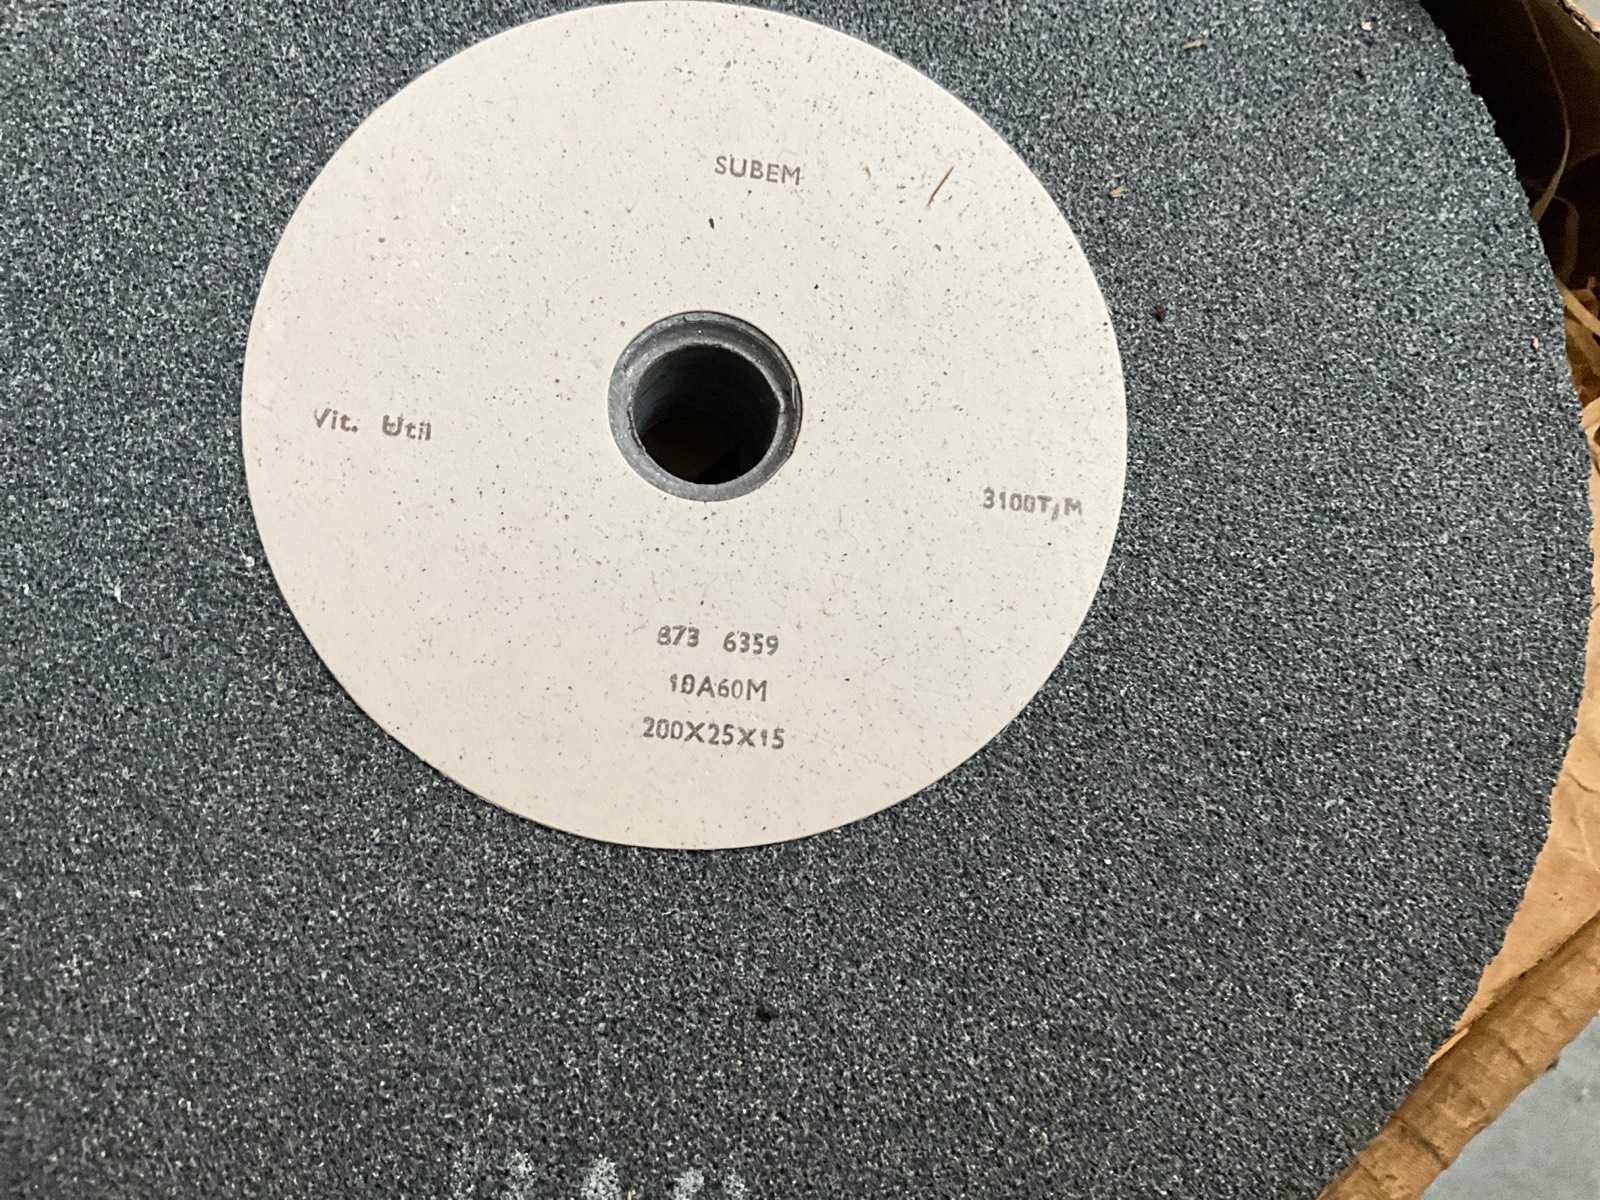 SUBEM
Vit. Util
3100T/M
873 6359
10A60M
200X25X15